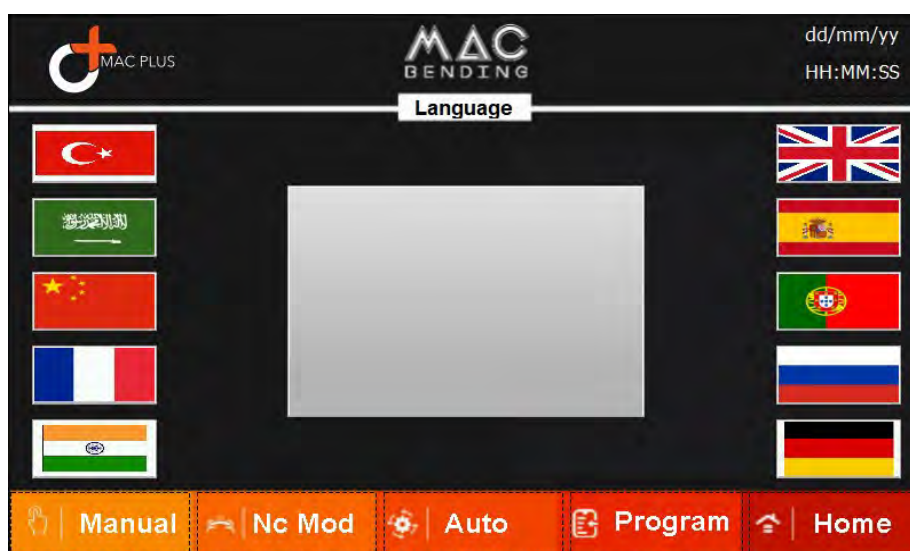 MAC PLUS
MAC
BENDING
dd/mm/yy
HH:MM:SS
Language
Manual
Nc Mod
Auto
Program
Home